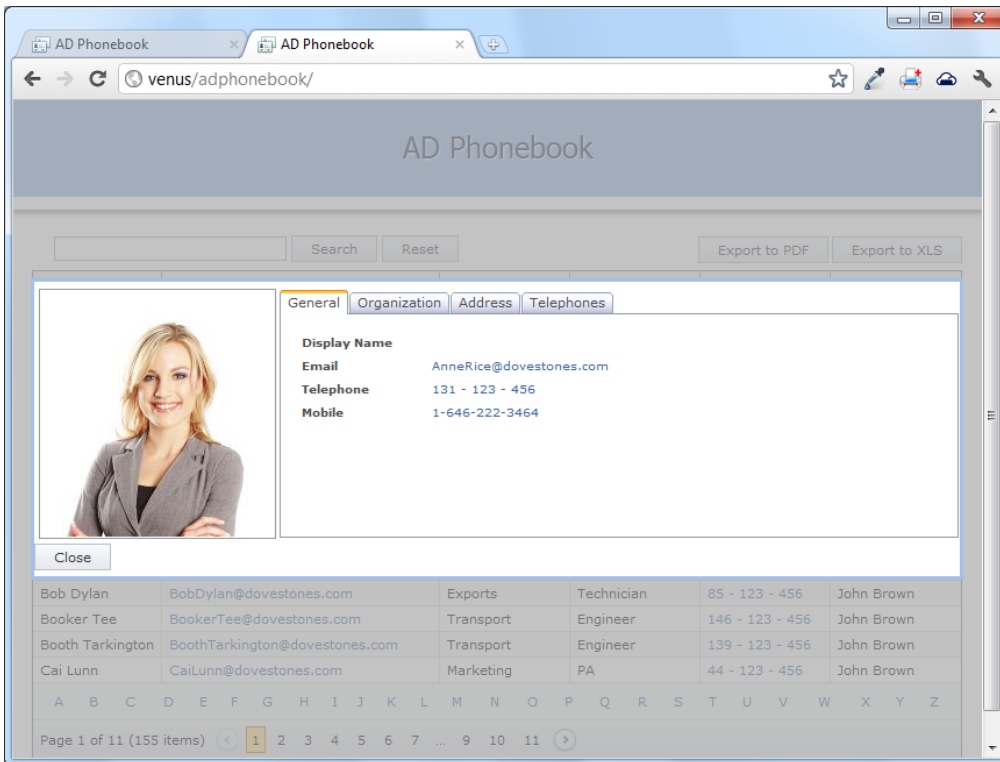 AD Phonebook AD Phonebook
venus/adphonebook/
AD Phonebook
Search Reset Export to PDF Export to XLS
General Organization Address Telephones
Display Name
Email AnneRice@dovestones.com
Telephone 131 - 123 - 456
Mobile 1-646-222-3464
Close
Bob Dylan BobDylan@dovestones.com Exports Technician 85 - 123 - 456 John Brown
Booker Tee BookerTee@dovestones.com Transport Engineer 146 - 123 - 456 John Brown
Booth Tarkington BoothTarkington@dovestones.com Transport Engineer 139 - 123 - 456 John Brown
Cai Lunn CaiLunn@dovestones.com Marketing PA 44 - 123 - 456 John Brown
A B C D E F G H I J K L M N O P Q R S T U V W X Y Z
Page 1 of 11 (155 items) 1 2 3 4 5 6 7 ... 9 10 11